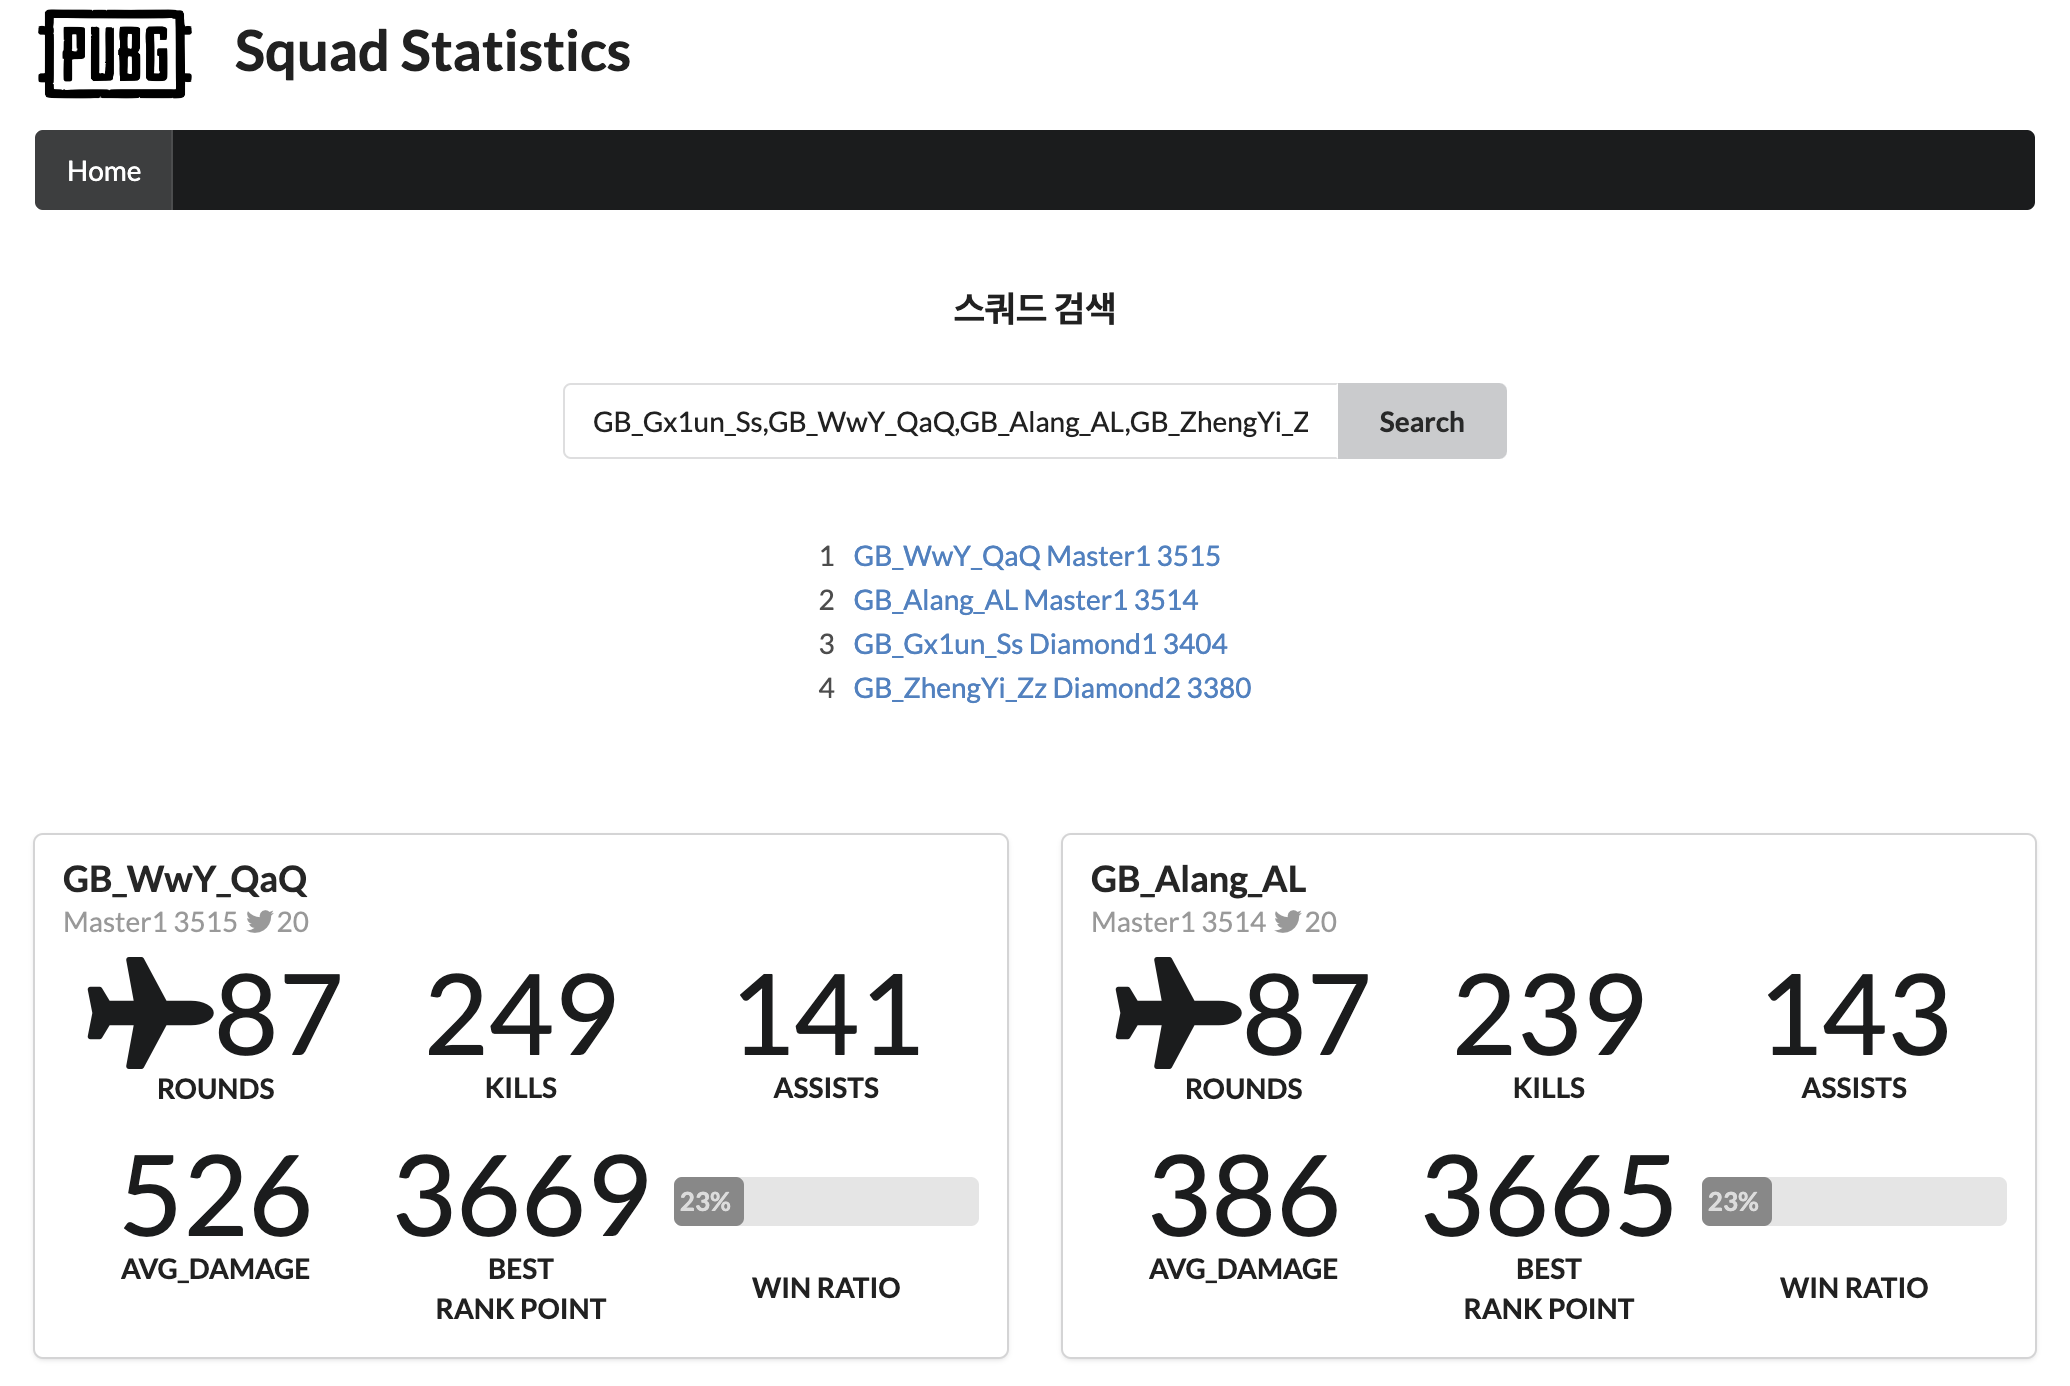 PUBG
Squad Statistics
Home
스쿼드 검색
GB_Gx1un_Ss,GB_WwY_QaQ,GB_Alang_AL,GB_ZhengYi_Z
Search
1 GB_WwY_QaQ Master1 3515
2 GB_Alang_AL Master1 3514
3 GB_Gx1un_Ss Diamond1 3404
4 GB_ZhengYi_Zz Diamond2 3380
GB_WwY_QaQ
Master1 3515 20
87 249 141
ROUNDS KILLS ASSISTS
526 3669 23%
AVG_DAMAGE BEST RANK POINT WIN RATIO
GB_Alang_AL
Master1 3514 20
87 239 143
ROUNDS KILLS ASSISTS
386 3665 23%
AVG_DAMAGE BEST RANK POINT WIN RATIO